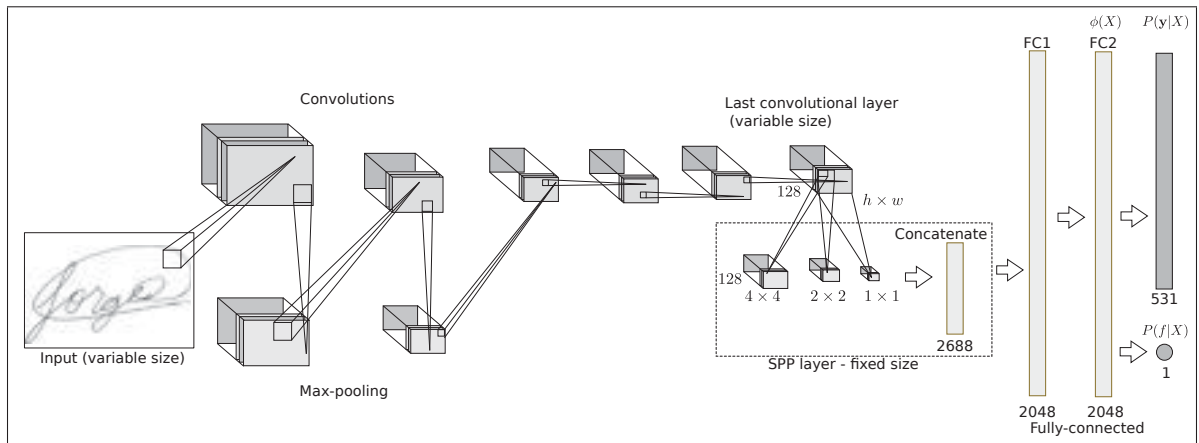 Convolutions
Last convolutional layer
(variable size)
128
h × w
ϕ(X)
P(y|X)
FC1
FC2
Input (variable size)
Max-pooling
Concatenate
128
4 × 4
2 × 2
1 × 1
2688
SPP layer - fixed size
531
P(f|X)
1
2048
2048
Fully-connected